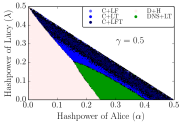 Hashpower of Lucy (λ)
0.5
0.4
0.3
0.2
0.1
0.0
C+LF
C+LT
C+LFT
D+H
DNS+LT
γ = 0.5
0.0 0.1 0.2 0.3 0.4 0.5
Hashpower of Alice (α)